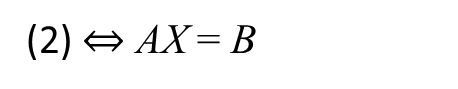 (2) ⇔ AX = B